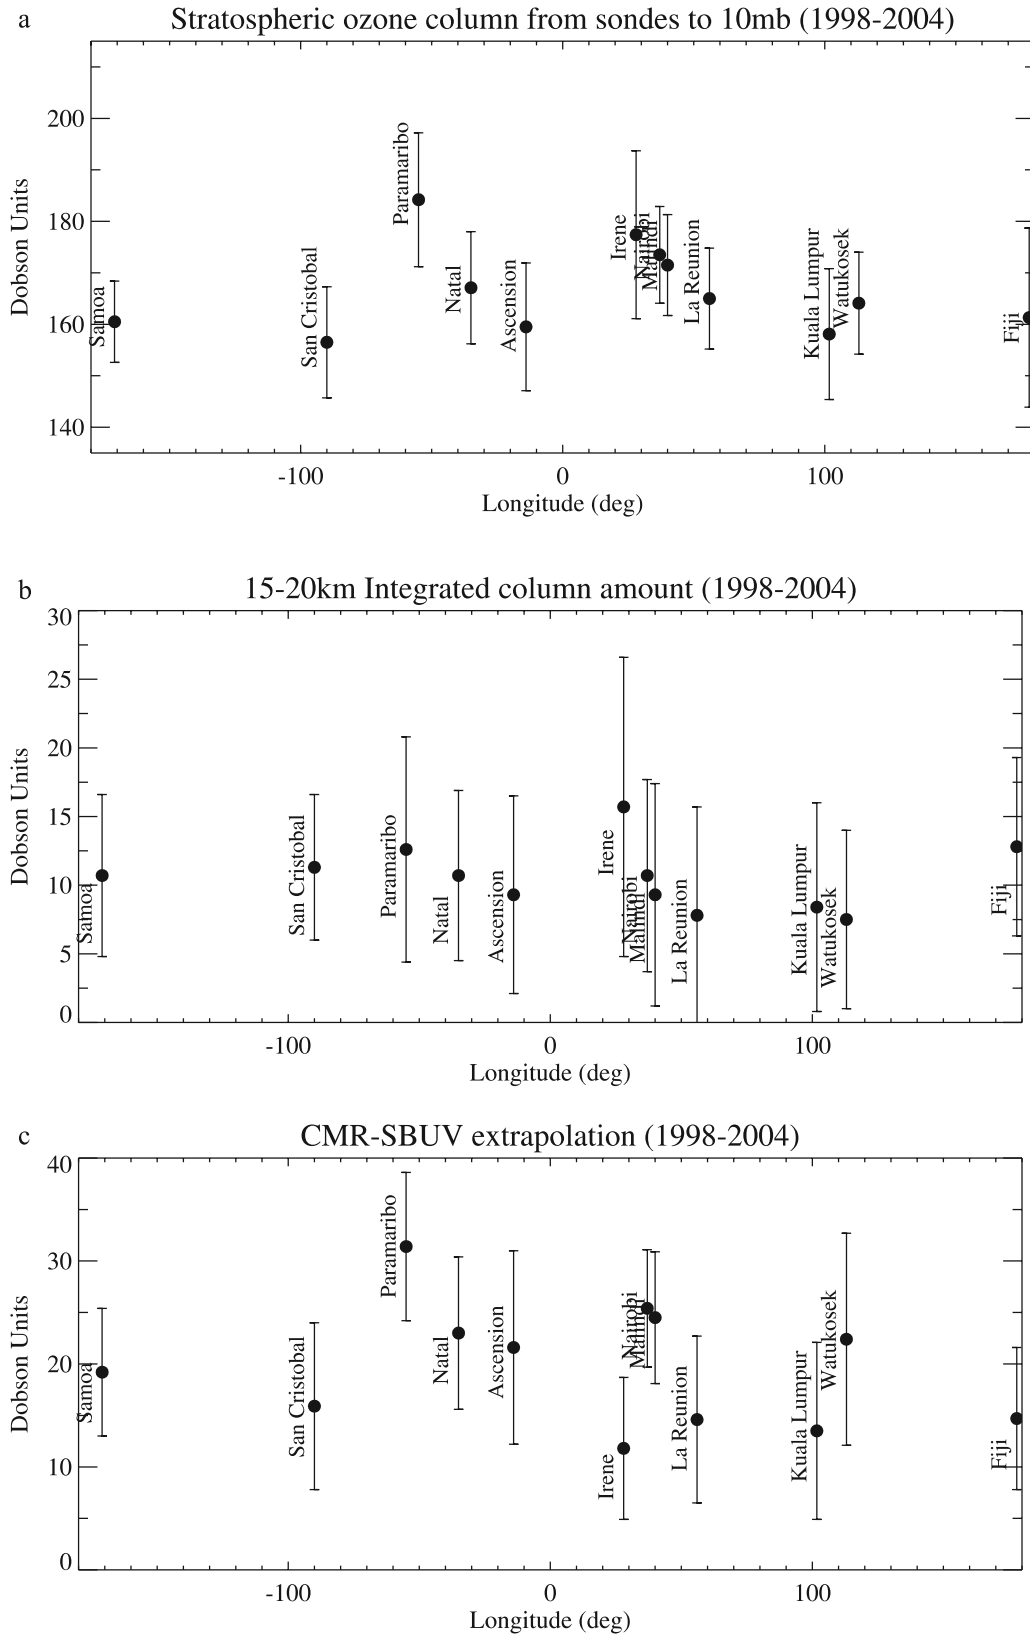 a
Stratospheric ozone column from sondes to 10mb (1998-2004)
200
180
160
140
Dobson Units
Samoa
San Cristobal
Paramaribo
Natal
Ascension
Irene
Nairobi
Malindi
La Reunion
Kuala Lumpur
Watukosek
Fiji
-100
0
100
Longitude (deg)
b
15-20km Integrated column amount (1998-2004)
30
25
20
15
10
5
0
Dobson Units
Samoa
San Cristobal
Paramaribo
Natal
Ascension
Irene
Nairobi
Malindi
La Reunion
Kuala Lumpur
Watukosek
Fiji
-100
0
100
Longitude (deg)
c
CMR-SBUV extrapolation (1998-2004)
40
30
20
10
0
Dobson Units
Samoa
San Cristobal
Paramaribo
Natal
Ascension
Irene
Nairobi
Malindi
La Reunion
Kuala Lumpur
Watukosek
Fiji
-100
0
100
Longitude (deg)